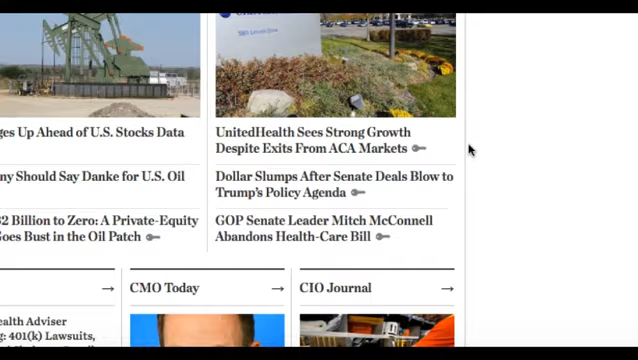 ges Up Ahead of U.S. Stocks Data
ny Should Say Danke for U.S. Oil
2 Billion to Zero: A Private-Equity
Goes Bust in the Oil Patch
UnitedHealth Sees Strong Growth
Despite Exits From ACA Markets
Dollar Slumps After Senate Deals Blow to
Trump's Policy Agenda
GOP Senate Leader Mitch McConnell
Abandons Health-Care Bill
→
CMO Today →
CIO Journal →
ealth Adviser
g: 401(k) Lawsuits,